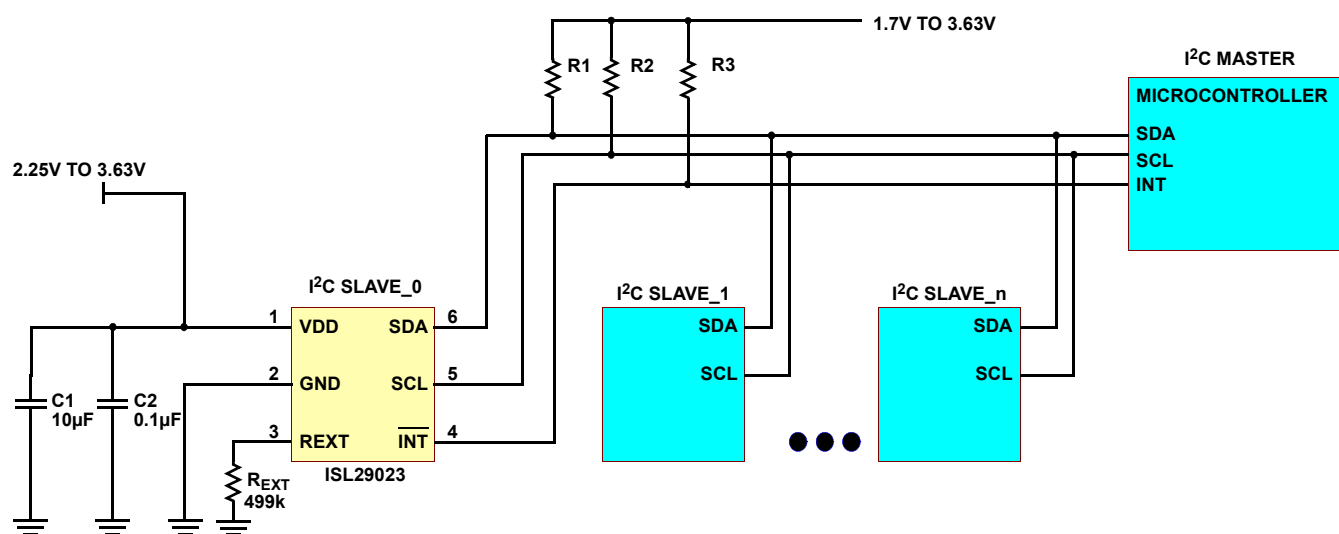 1.7V TO 3.63V
R1
R2
R3
I²C MASTER
MICROCONTROLLER
SDA
SCL
INT
2.25V TO 3.63V
I²C SLAVE_0
1
VDD
SDA
6
2
GND
SCL
5
3
REXT
INT
4
ISL29023
C1
10µF
C2
0.1µF
REXT
499k
I²C SLAVE_1
SDA
SCL
I²C SLAVE_n
SDA
SCL